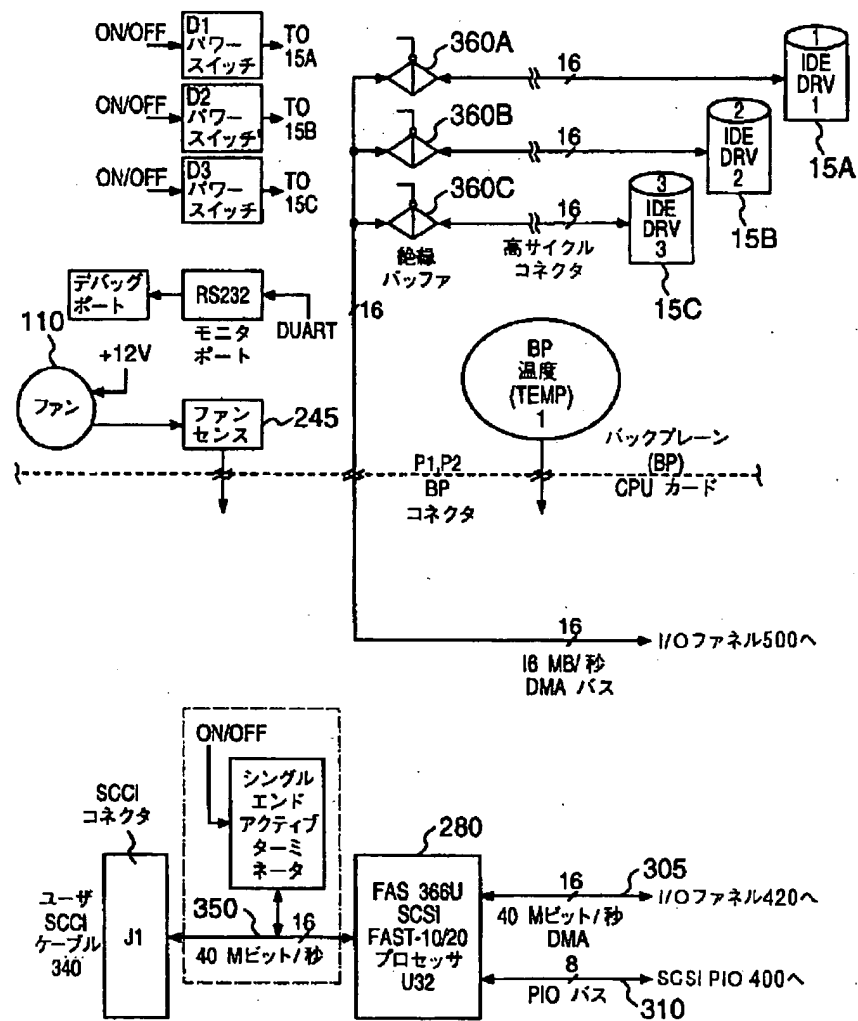 ON/OFF
D1
パワー
スイッチ
TO
15A
ON/OFF
D2
パワー
スイッチ
TO
15B
ON/OFF
D3
パワー
スイッチ
TO
15C
360A
16
1
IDE
DRV
1
15A
360B
16
2
IDE
DRV
2
15B
360C
16
3
IDE
DRV
3
15C
絶縁
バッファ
高サイクル
コネクタ
16
デバッグ
ポート
RS232
モニタ
ポート
DUART
110
+12V
ファン
ファン
センス
245
BP
温度
(TEMP)
1
バックプレーン
(BP)
P1,P2
BP
コネクタ
CPU カード
16
I/Oファネル500へ
16 MB/秒
DMA バス
ON/OFF
シングル
エンド
アクティブ
ターミ
ネータ
SCCI
コネクタ
ユーザ
SCCI
ケーブル
340
J1
350
16
40 Mビット/秒
280
FAS 366U
SCSI
FAST-10/20
プロセッサ
U32
16
305
I/Oファネル420へ
40 Mビット/秒
DMA
8
SCSI PIO 400へ
PIO バス
310